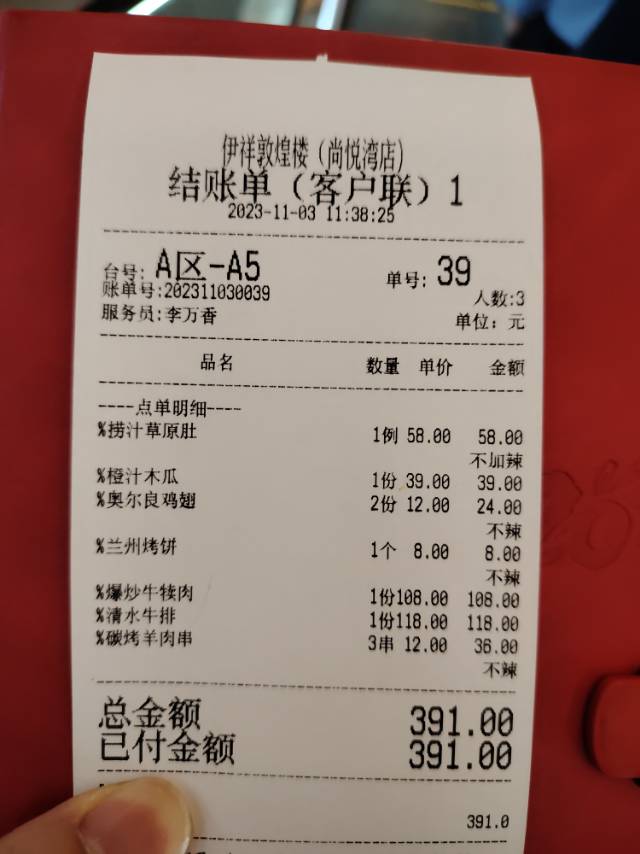 伊祥敦煌楼（尚悦湾店）
结账单（客户联）1
2023-11-03 11:38:25
台号: A区-A5 单号: 39
账单号:202311030039 人数:3
服务员:李万香 单位: 元
品名 数量 单价 金额
----点单明细----
%捞汁草原肚 1例 58.00 58.00
不加辣
%橙汁木瓜 1份 39.00 39.00
%奥尔良鸡翅 2份 12.00 24.00
不辣
%兰州烤饼 1个 8.00 8.00
不辣
%爆炒牛犊肉 1份108.00 108.00
%清水牛排 1份118.00 118.00
%碳烤羊肉串 3串 12.00 36.00
不辣
总金额 391.00
已付金额 391.00
391.0